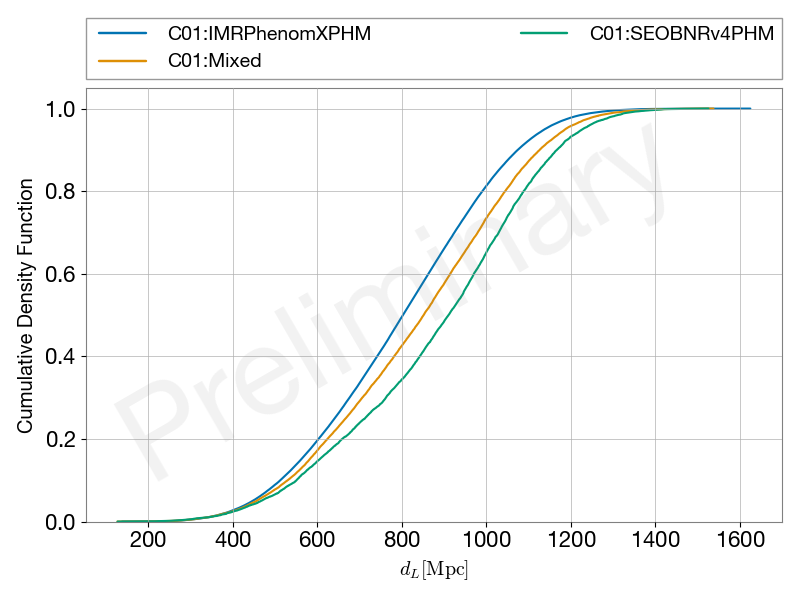 C01:IMRPhenomXPHM
C01:SEOBNRv4PHM
C01:Mixed
1.0
0.8
0.6
0.4
0.2
0.0
Cumulative Density Function
Preliminary
200 400 600 800 1000 1200 1400 1600
d_L [Mpc]